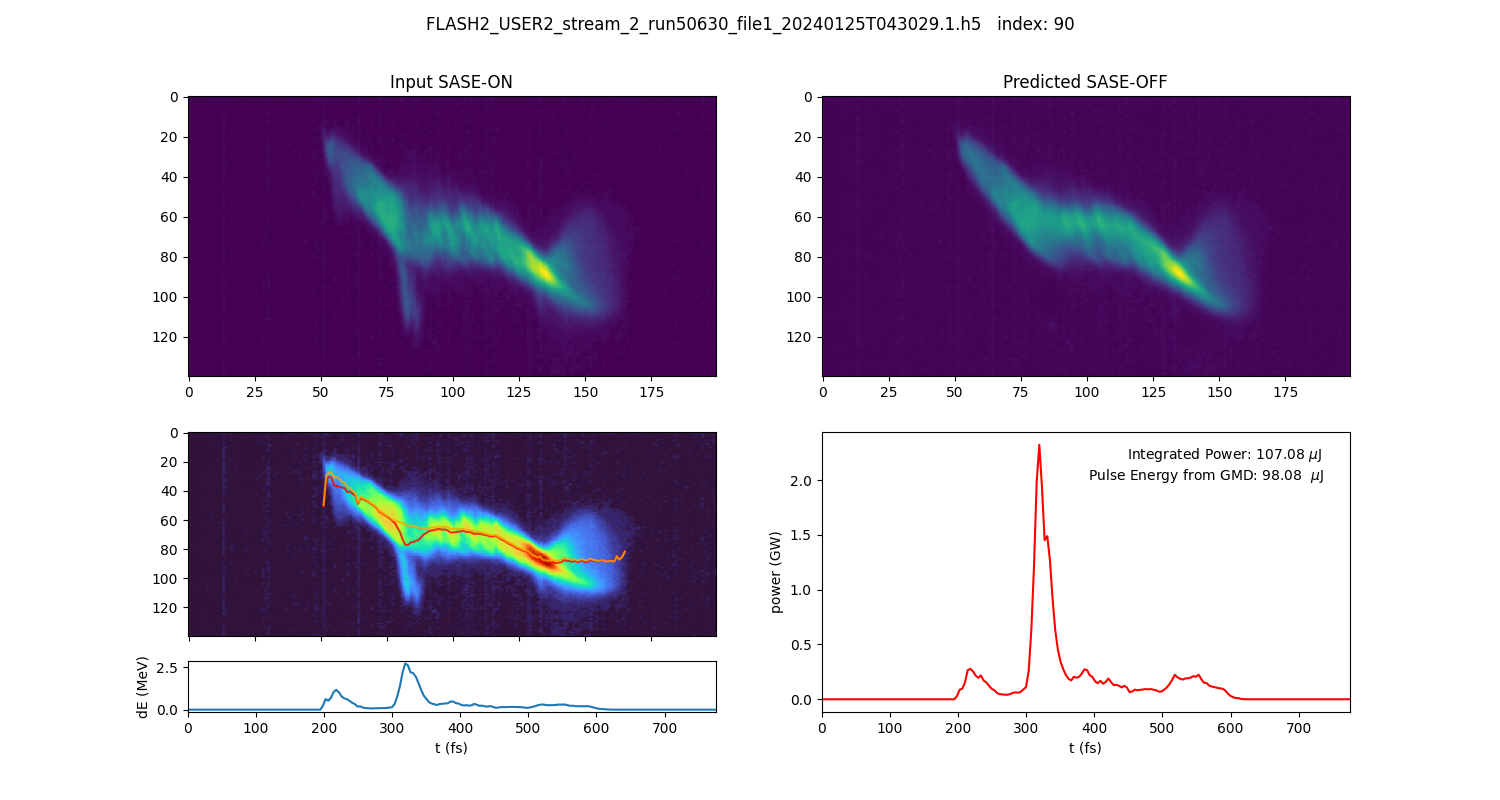 FLASH2_USER2_stream_2_run50630_file1_20240125T043029.1.h5   index: 90
Input SASE-ON
0
20
40
60
80
100
120
0 25 50 75 100 125 150 175
Predicted SASE-OFF
0
20
40
60
80
100
120
0 25 50 75 100 125 150 175
0
20
40
60
80
100
120
dE (MeV)
2.5
0.0
0 100 200 300 400 500 600 700
t (fs)
Integrated Power: 107.08 μJ
Pulse Energy from GMD: 98.08  μJ
power (GW)
2.0
1.5
1.0
0.5
0.0
0 100 200 300 400 500 600 700
t (fs)